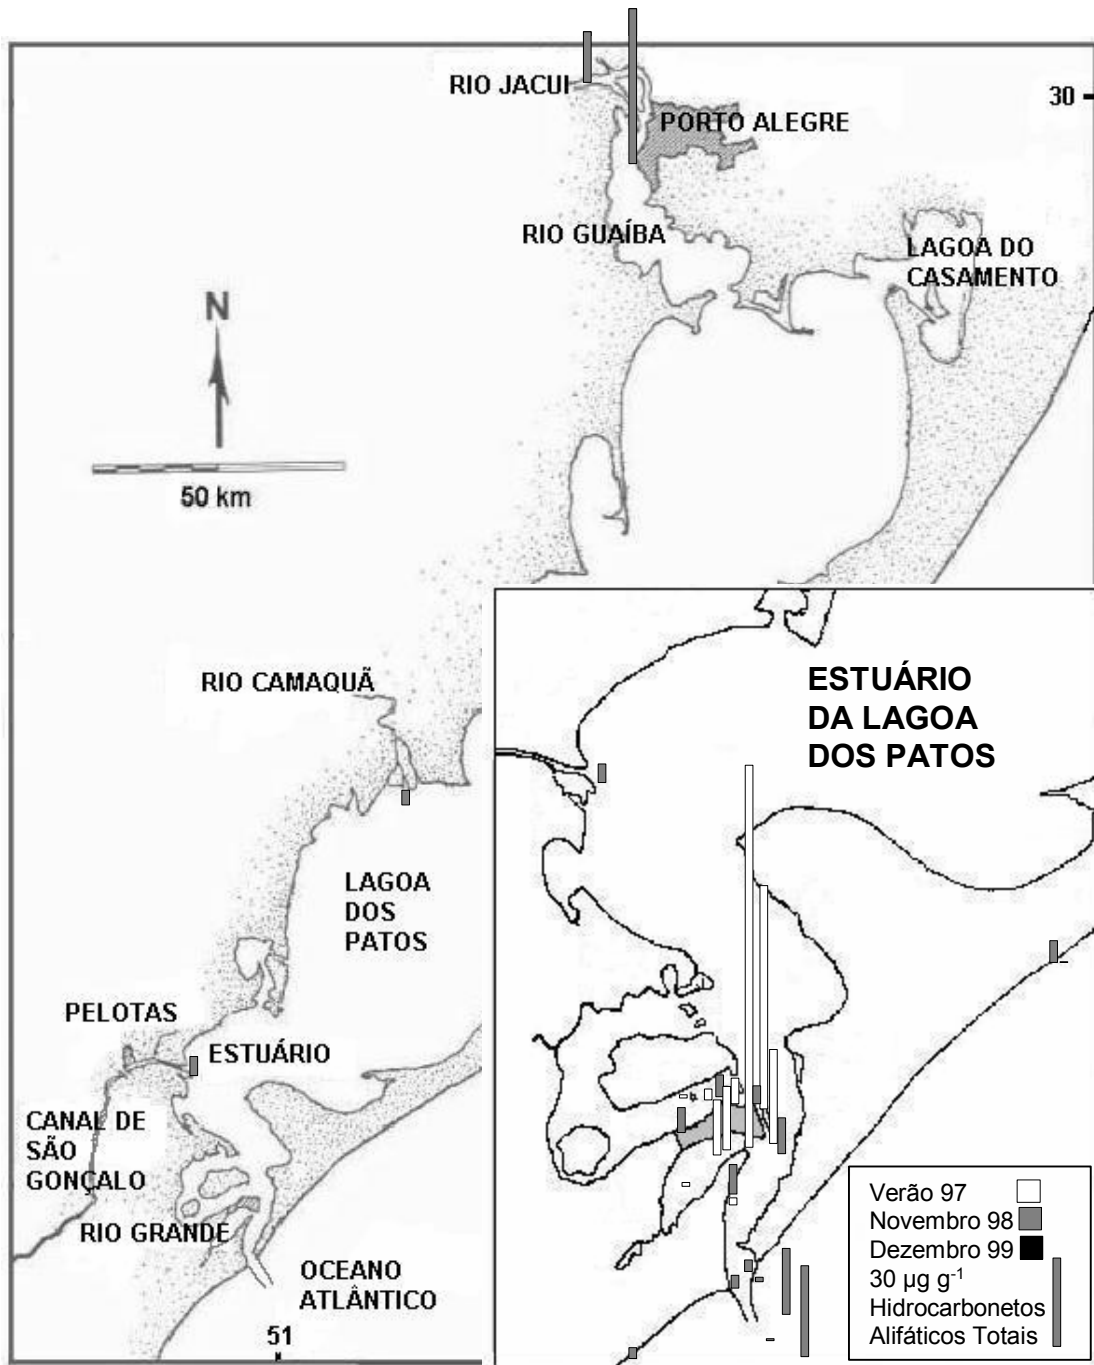 RIO JACUI
30
PORTO ALEGRE
RIO GUAÍBA
LAGOA DO
CASAMENTO
N
50 km
RIO CAMAQUÃ
ESTUÁRIO
DA LAGOA
DOS PATOS
LAGOA
DOS
PATOS
PELOTAS
ESTUÁRIO
CANAL DE
SÃO
GONÇALO
RIO GRANDE
OCEANO
ATLÂNTICO
51
Verão 97
Novembro 98
Dezembro 99
30 µg g-1
Hidrocarbonetos
Alifáticos Totais